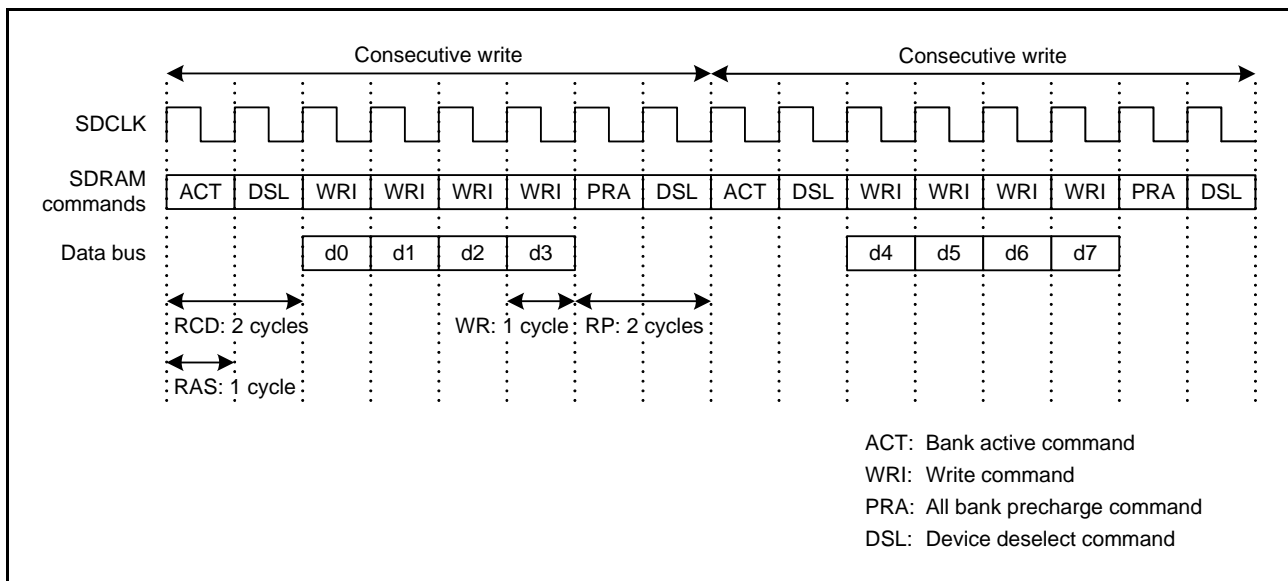 Consecutive write Consecutive write
SDCLK
SDRAM
commands
ACT DSL WRI WRI WRI WRI PRA DSL ACT DSL WRI WRI WRI WRI PRA DSL
Data bus d0 d1 d2 d3 d4 d5 d6 d7
RCD: 2 cycles WR: 1 cycle RP: 2 cycles
RAS: 1 cycle
ACT: Bank active command
WRI: Write command
PRA: All bank precharge command
DSL: Device deselect command